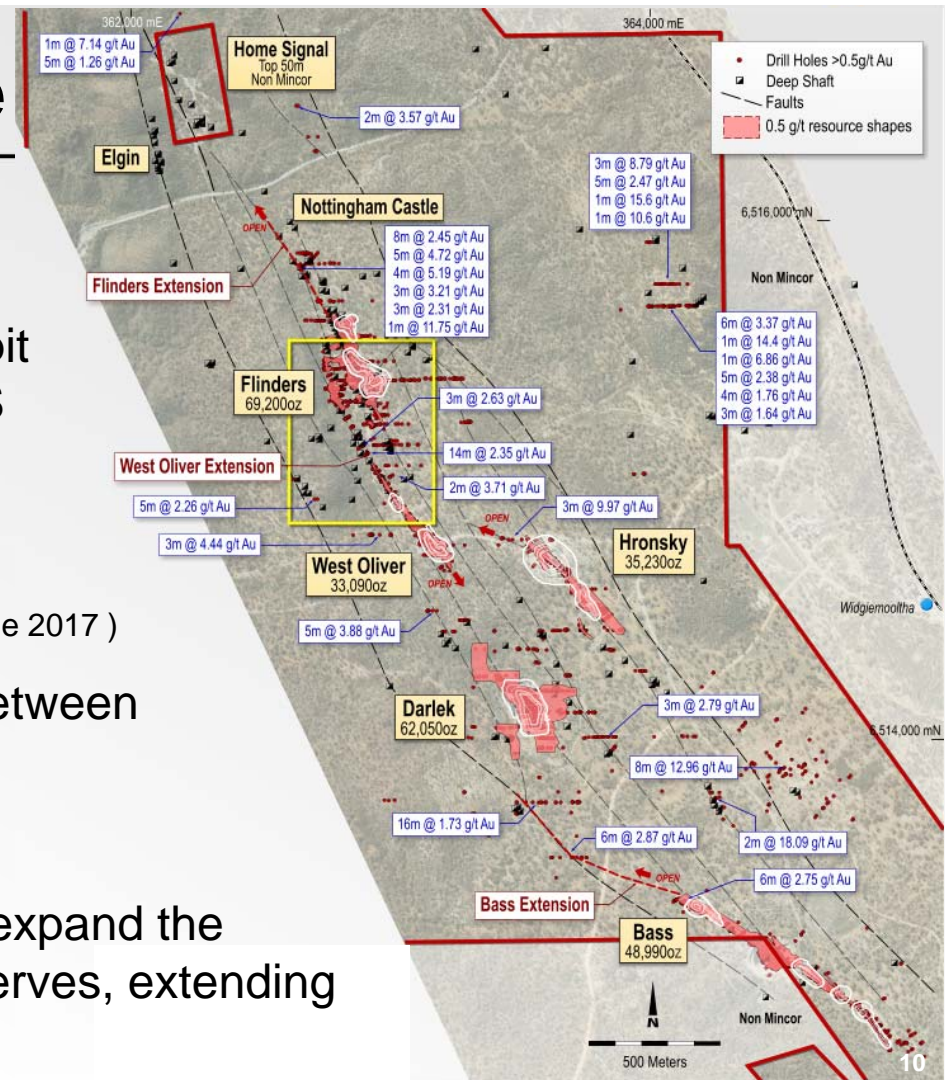 e
oit
s
e 2017 )
etween
expand the
erves, extending
362,000 mE
364,000 mE
1m @ 7.14 g/t Au
5m @ 1.26 g/t Au
Home Signal
Top 50m
Non Mincor
Drill Holes >0.5g/t Au
Deep Shaft
Faults
0.5 g/t resource shapes
2m @ 3.57 g/t Au
Elgin
3m @ 8.79 g/t Au
5m @ 2.47 g/t Au
1m @ 15.6 g/t Au
1m @ 10.6 g/t Au
6,516,000 mN
Nottingham Castle
OPEN
8m @ 2.45 g/t Au
5m @ 4.72 g/t Au
4m @ 5.19 g/t Au
3m @ 3.21 g/t Au
3m @ 2.31 g/t Au
1m @ 11.75 g/t Au
Non Mincor
Flinders Extension
6m @ 3.37 g/t Au
1m @ 14.4 g/t Au
1m @ 6.86 g/t Au
5m @ 2.38 g/t Au
4m @ 1.76 g/t Au
3m @ 1.64 g/t Au
Flinders
69,200oz
3m @ 2.63 g/t Au
14m @ 2.35 g/t Au
West Oliver Extension
2m @ 3.71 g/t Au
5m @ 2.26 g/t Au
3m @ 9.97 g/t Au
OPEN
3m @ 4.44 g/t Au
Hronsky
35,230oz
West Oliver
33,090oz
OPEN
Widgiemooltha
5m @ 3.88 g/t Au
Darlek
62,050oz
3m @ 2.79 g/t Au
6,514,000 mN
8m @ 12.96 g/t Au
16m @ 1.73 g/t Au
6m @ 2.87 g/t Au
2m @ 18.09 g/t Au
OPEN
6m @ 2.75 g/t Au
Bass Extension
Bass
48,990oz
N
Non Mincor
500 Meters
10